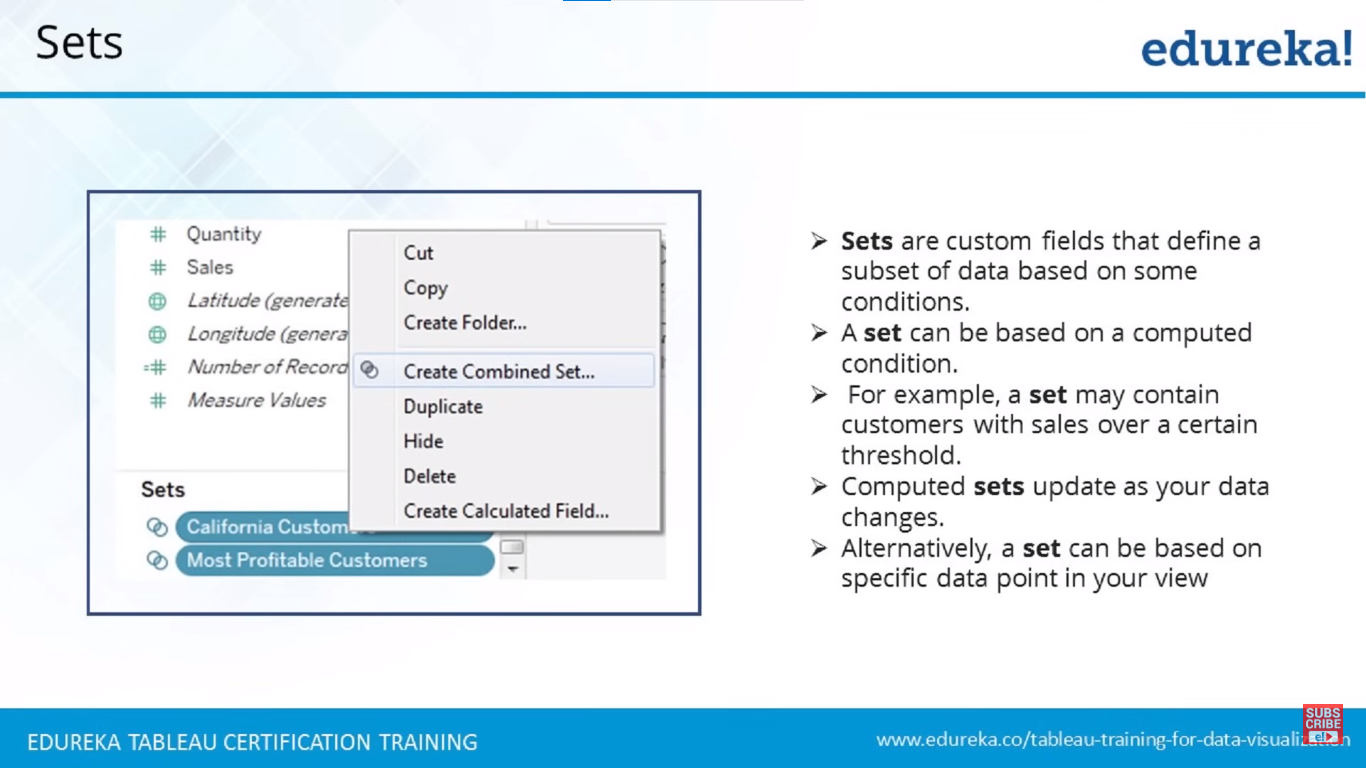 Sets
edureka!
Quantity
Sales
Latitude (generate
Longitude (genera
Number of Record
Measure Values
Sets
California Custom
Most Profitable Customers
Cut
Copy
Create Folder...
Create Combined Set...
Duplicate
Hide
Delete
Create Calculated Field...
➢ Sets are custom fields that define a
subset of data based on some
conditions.
➢ A set can be based on a computed
condition.
➢ For example, a set may contain
customers with sales over a certain
threshold.
➢ Computed sets update as your data
changes.
➢ Alternatively, a set can be based on
specific data point in your view
EDUREKA TABLEAU CERTIFICATION TRAINING
www.edureka.co/tableau-training-for-data-visualization
SUBS
CRIBE
e!